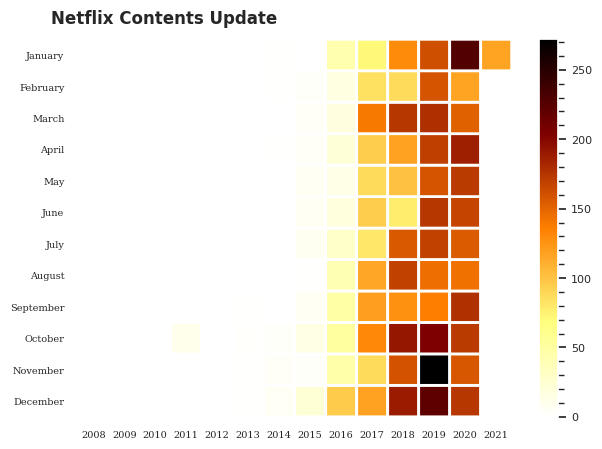 Netflix Contents Update
January
February
March
April
May
June
July
August
September
October
November
December
2008 2009 2010 2011 2012 2013 2014 2015 2016 2017 2018 2019 2020 2021
250
200
150
100
50
0